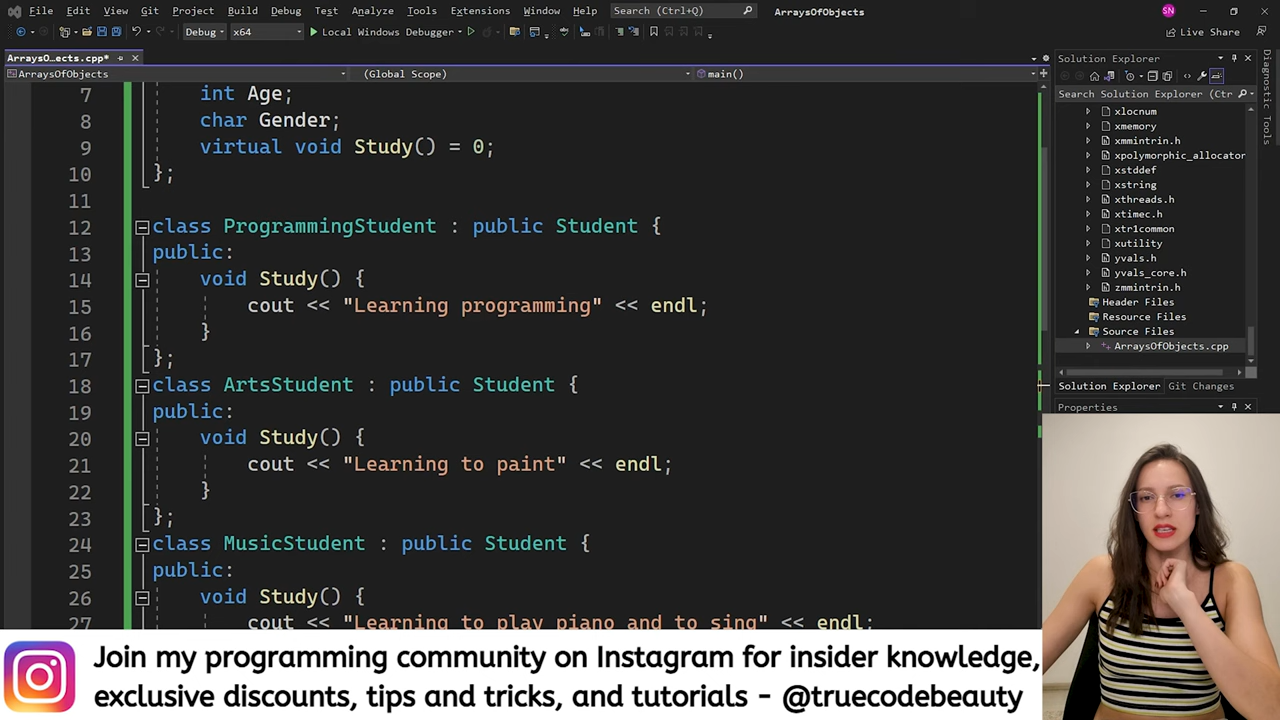 File Edit View Git Project Build Debug Test Analyze Tools Extensions Window Help Search (Ctrl+Q) ArraysOfObjects SN
Debug x64 Local Windows Debugger Live Share
ArraysO…ects.cpp*
ArraysOfObjects (Global Scope) main()
7 int Age;
8 char Gender;
9 virtual void Study() = 0;
10 };
11
12 class ProgrammingStudent : public Student {
13 public:
14 void Study() {
15 cout << "Learning programming" << endl;
16 }
17 };
18 class ArtsStudent : public Student {
19 public:
20 void Study() {
21 cout << "Learning to paint" << endl;
22 }
23 };
24 class MusicStudent : public Student {
25 public:
26 void Study() {
27 cout << "Learning to play piano and to sing" << endl;
Solution Explorer
Search Solution Explorer (Ctr
xlocnum
xmemory
xmmintrin.h
xpolymorphic_allocator
xstddef
xstring
xthreads.h
xtimec.h
xtr1common
xutility
yvals.h
yvals_core.h
zmmintrin.h
Header Files
Resource Files
Source Files
ArraysOfObjects.cpp
Solution Explorer Git Changes
Properties
Diagnostic Tools
Join my programming community on Instagram for insider knowledge,
exclusive discounts, tips and tricks, and tutorials - @truecodebeauty